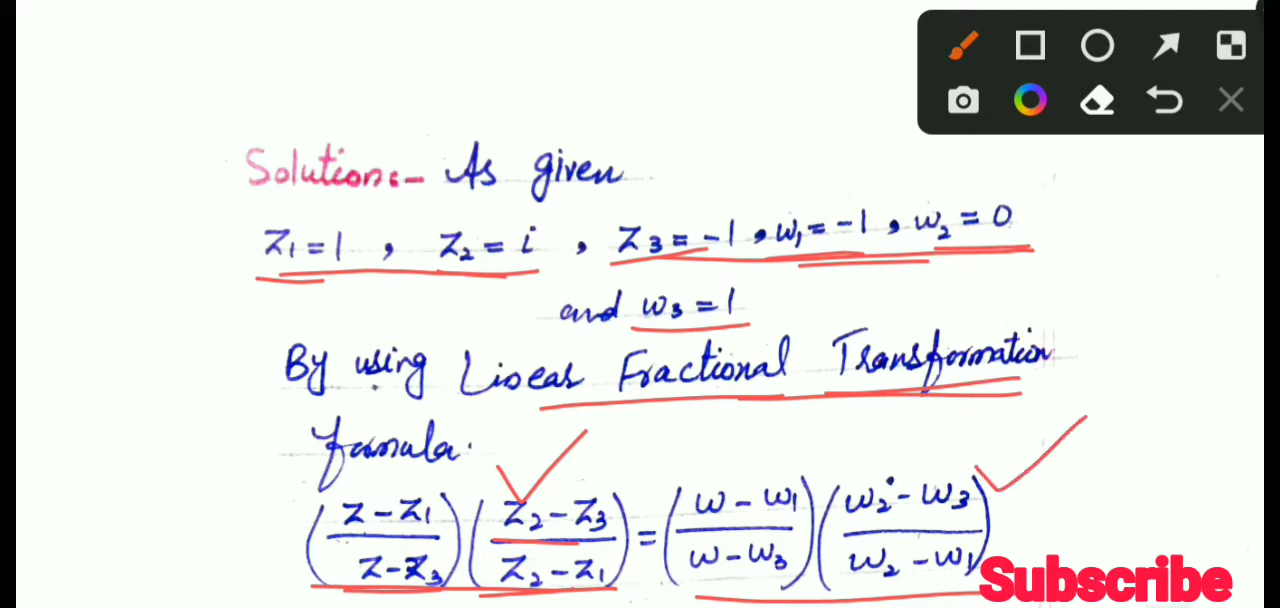 Solution:- As given
Z₁=1 , Z₂=i , Z₃=-1, w₁=-1, w₂=0
and w₃=1
By using Linear Fractional Transformation
formula.
((Z-Z₁)/(Z-Z₃)) ((Z₂-Z₃)/(Z₂-Z₁)) = ((w-w₁)/(w-w₃)) ((w₂-w₃)/(w₂-w₁))
Subscribe